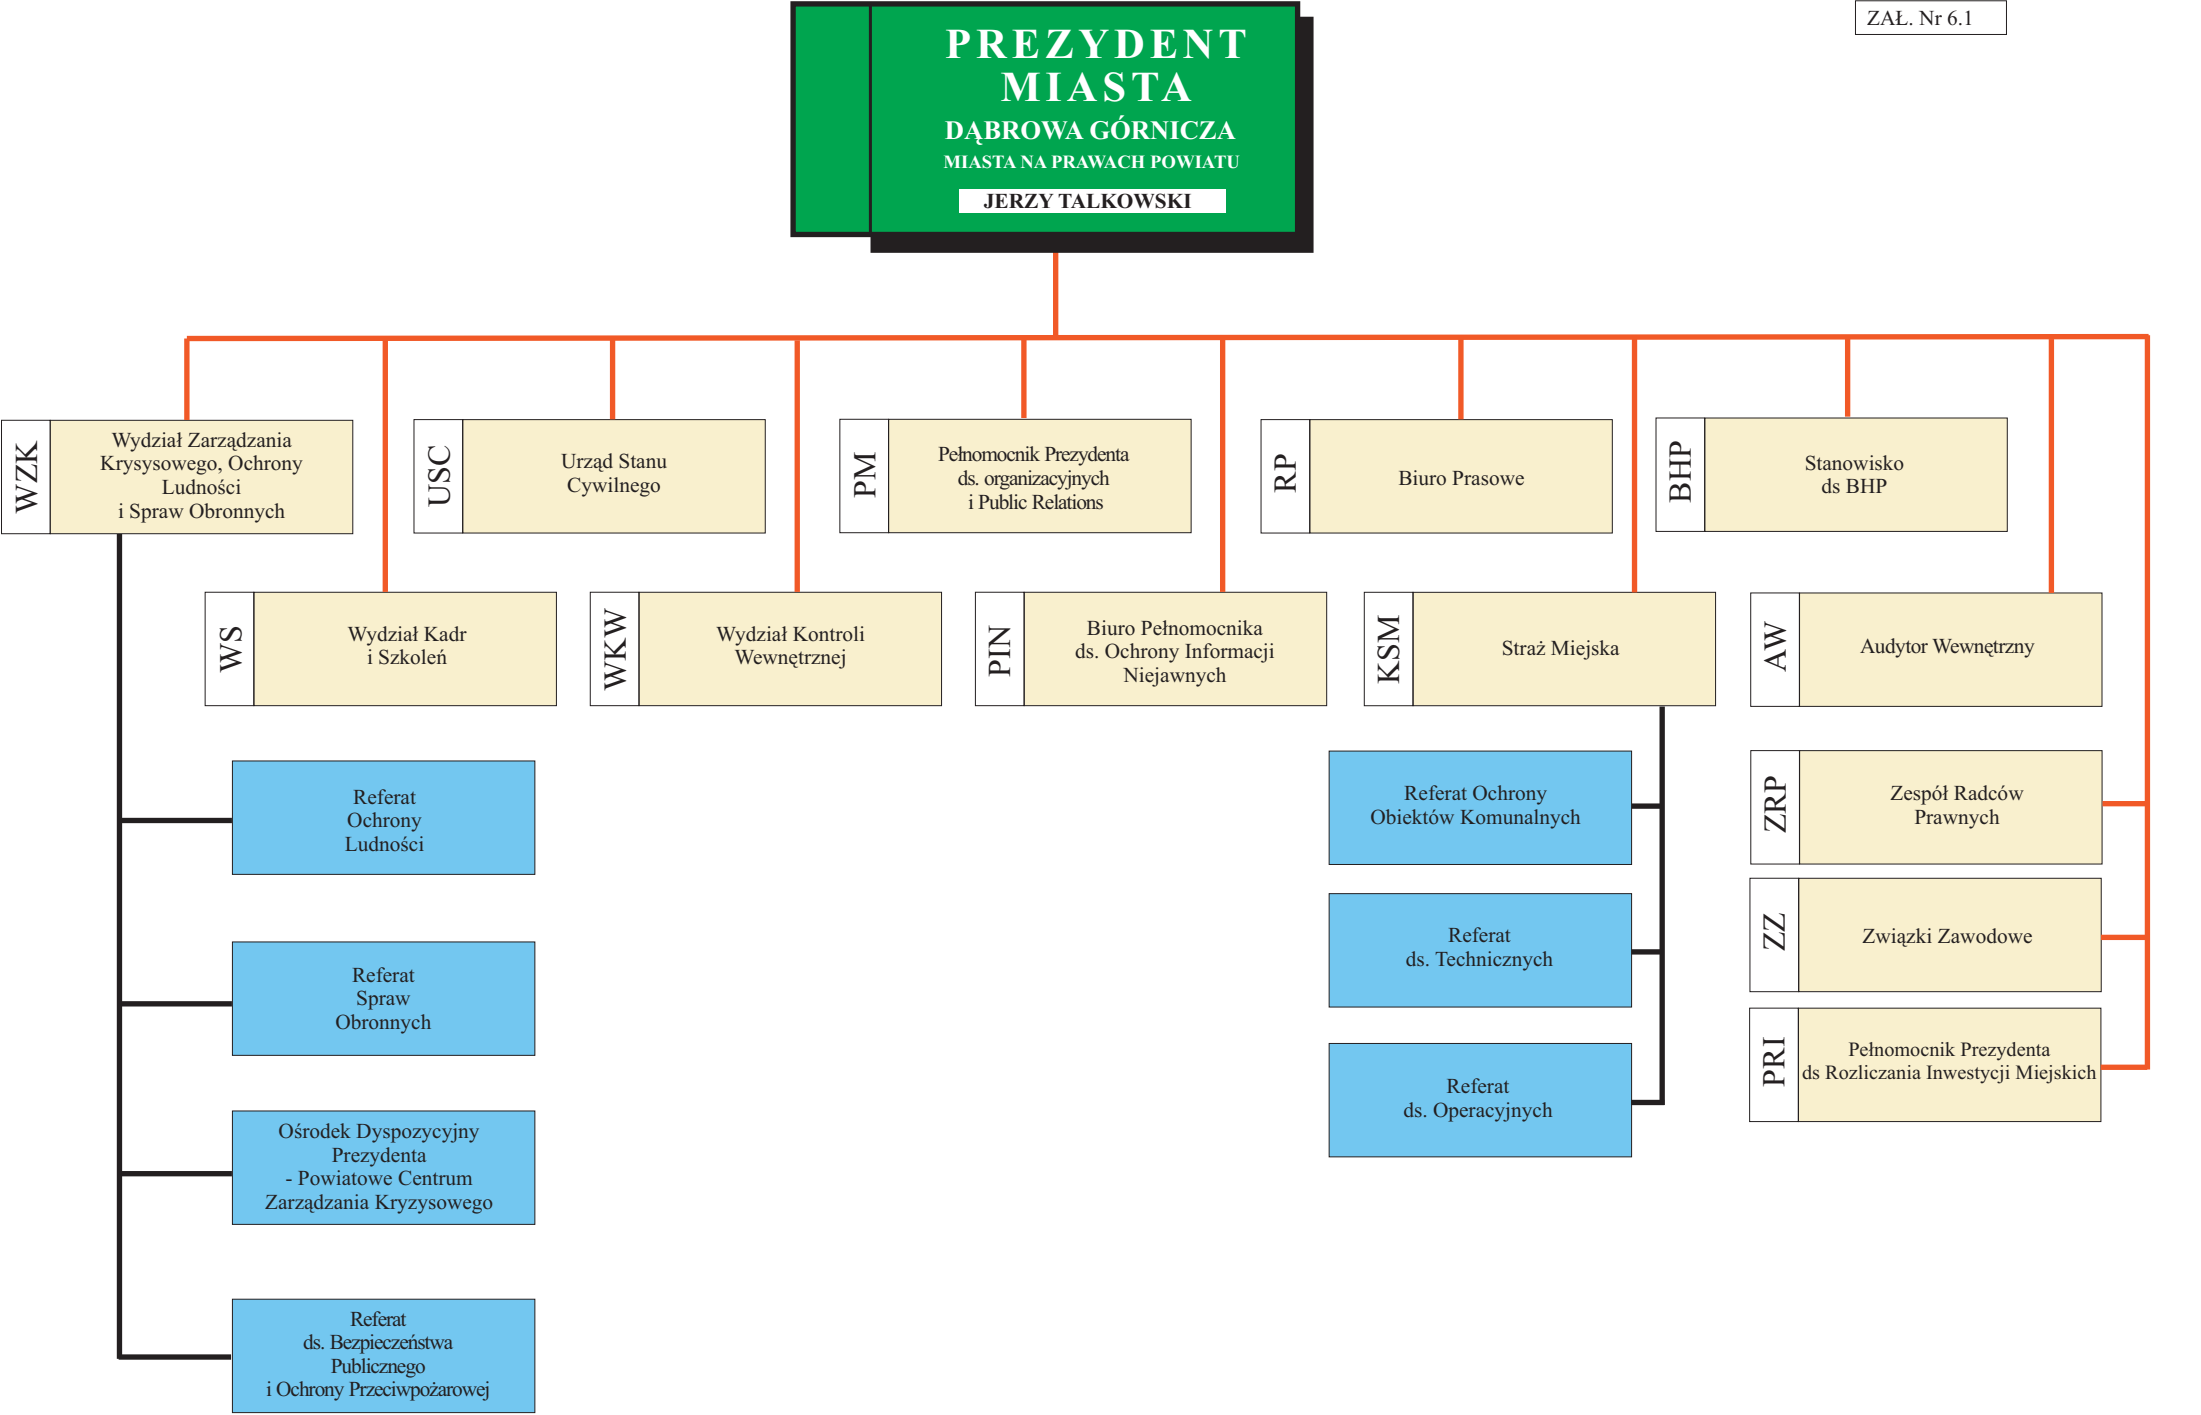 ZAŁ. Nr 6.1
PREZYDENT
MIASTA
DĄBROWA GÓRNICZA
MIASTA NA PRAWACH POWIATU
JERZY TALKOWSKI
WZK
Wydział Zarządzania
Krysysowego, Ochrony
Ludności
i Spraw Obronnych
USC
Urząd Stanu
Cywilnego
PM
Pełnomocnik Prezydenta
ds. organizacyjnych
i Public Relations
RP
Biuro Prasowe
BHP
Stanowisko
ds BHP
WS
Wydział Kadr
i Szkoleń
WKW
Wydział Kontroli
Wewnętrznej
PIN
Biuro Pełnomocnika
ds. Ochrony Informacji
Niejawnych
KSM
Straż Miejska
AW
Audytor Wewnętrzny
Referat
Ochrony
Ludności
Referat
Spraw
Obronnych
Ośrodek Dyspozycyjny
Prezydenta
- Powiatowe Centrum
Zarządzania Kryzysowego
Referat
ds. Bezpieczeństwa
Publicznego
i Ochrony Przeciwpożarowej
Referat Ochrony
Obiektów Komunalnych
Referat
ds. Technicznych
Referat
ds. Operacyjnych
ZRP
Zespół Radców
Prawnych
ZZ
Związki Zawodowe
PRI
Pełnomocnik Prezydenta
ds Rozliczania Inwestycji Miejskich